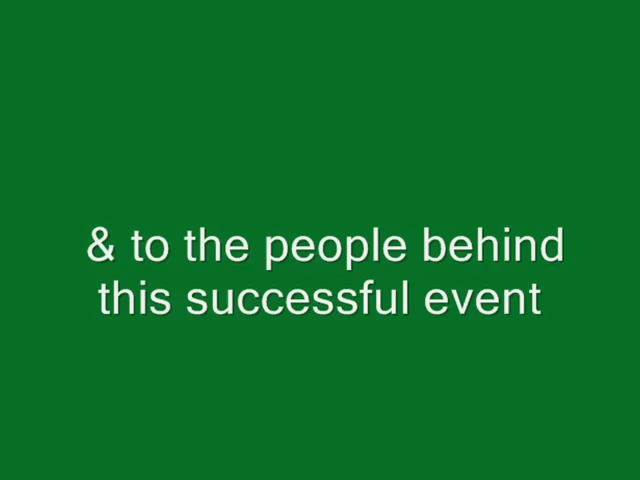 & to the people behind
this successful event